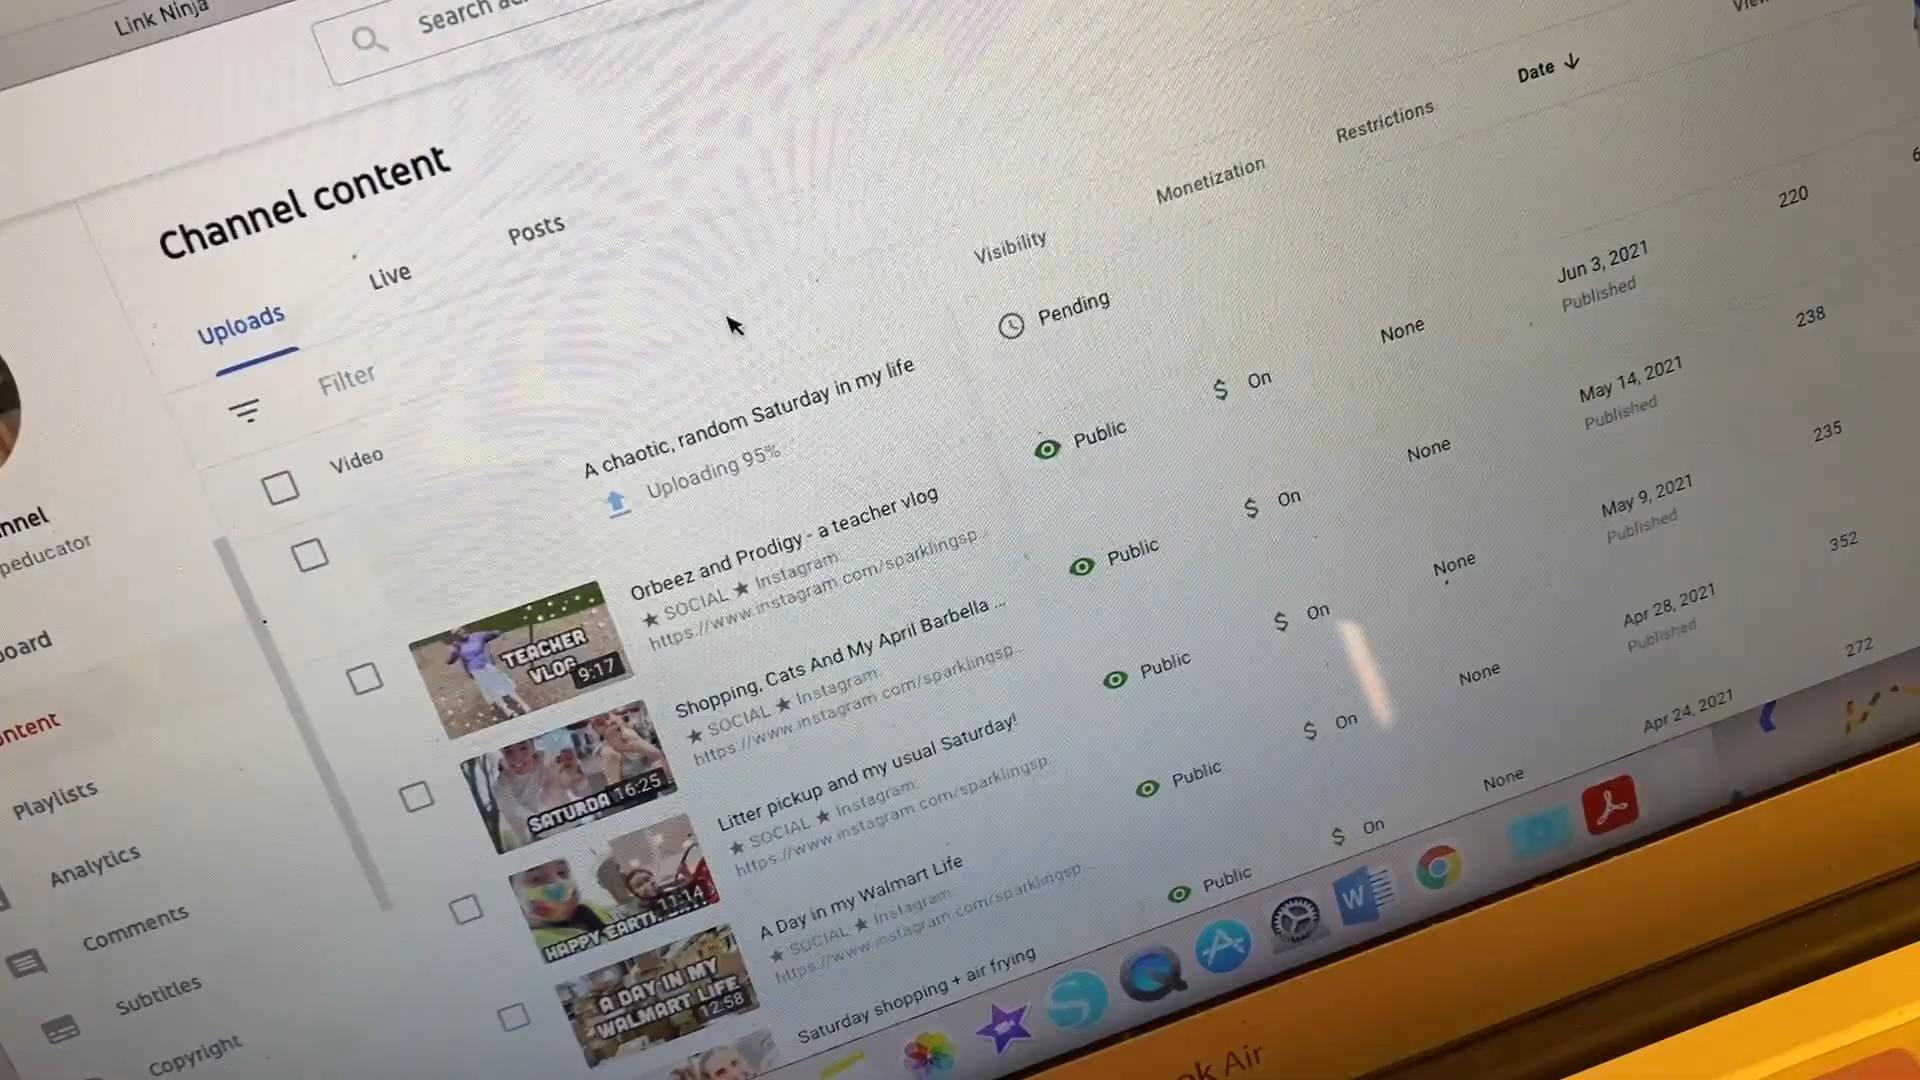 Link Ninja
Search
Channel content
Uploads
Live
Posts
Filter
Video
Visibility
Monetization
Restrictions
Date
A chaotic, random Saturday in my life
Uploading 95%
Pending
Orbeez and Prodigy - a teacher vlog
★ SOCIAL ★ Instagram:
https://www.instagram.com/sparklingsp...
TEACHER
VLOG
9:17
Public
$ On
None
Jun 3, 2021
Published
220
Shopping, Cats And My April Barbella ...
★ SOCIAL ★ Instagram:
https://www.instagram.com/sparklingsp...
16:25
Public
$ On
None
May 14, 2021
Published
238
Litter pickup and my usual Saturday!
★ SOCIAL ★ Instagram:
https://www.instagram.com/sparklingsp...
HAPPY
11:14
Public
$ On
None
May 9, 2021
Published
235
A Day in my Walmart Life
★ SOCIAL ★ Instagram:
https://www.instagram.com/sparklingsp...
A DAY IN MY
WALMART LIFE
12:58
Public
$ On
None
Apr 28, 2021
Published
352
Saturday shopping + air frying
Public
$ On
None
Apr 24, 2021
272
Playlists
Analytics
Comments
Subtitles
Copyright
W
Air